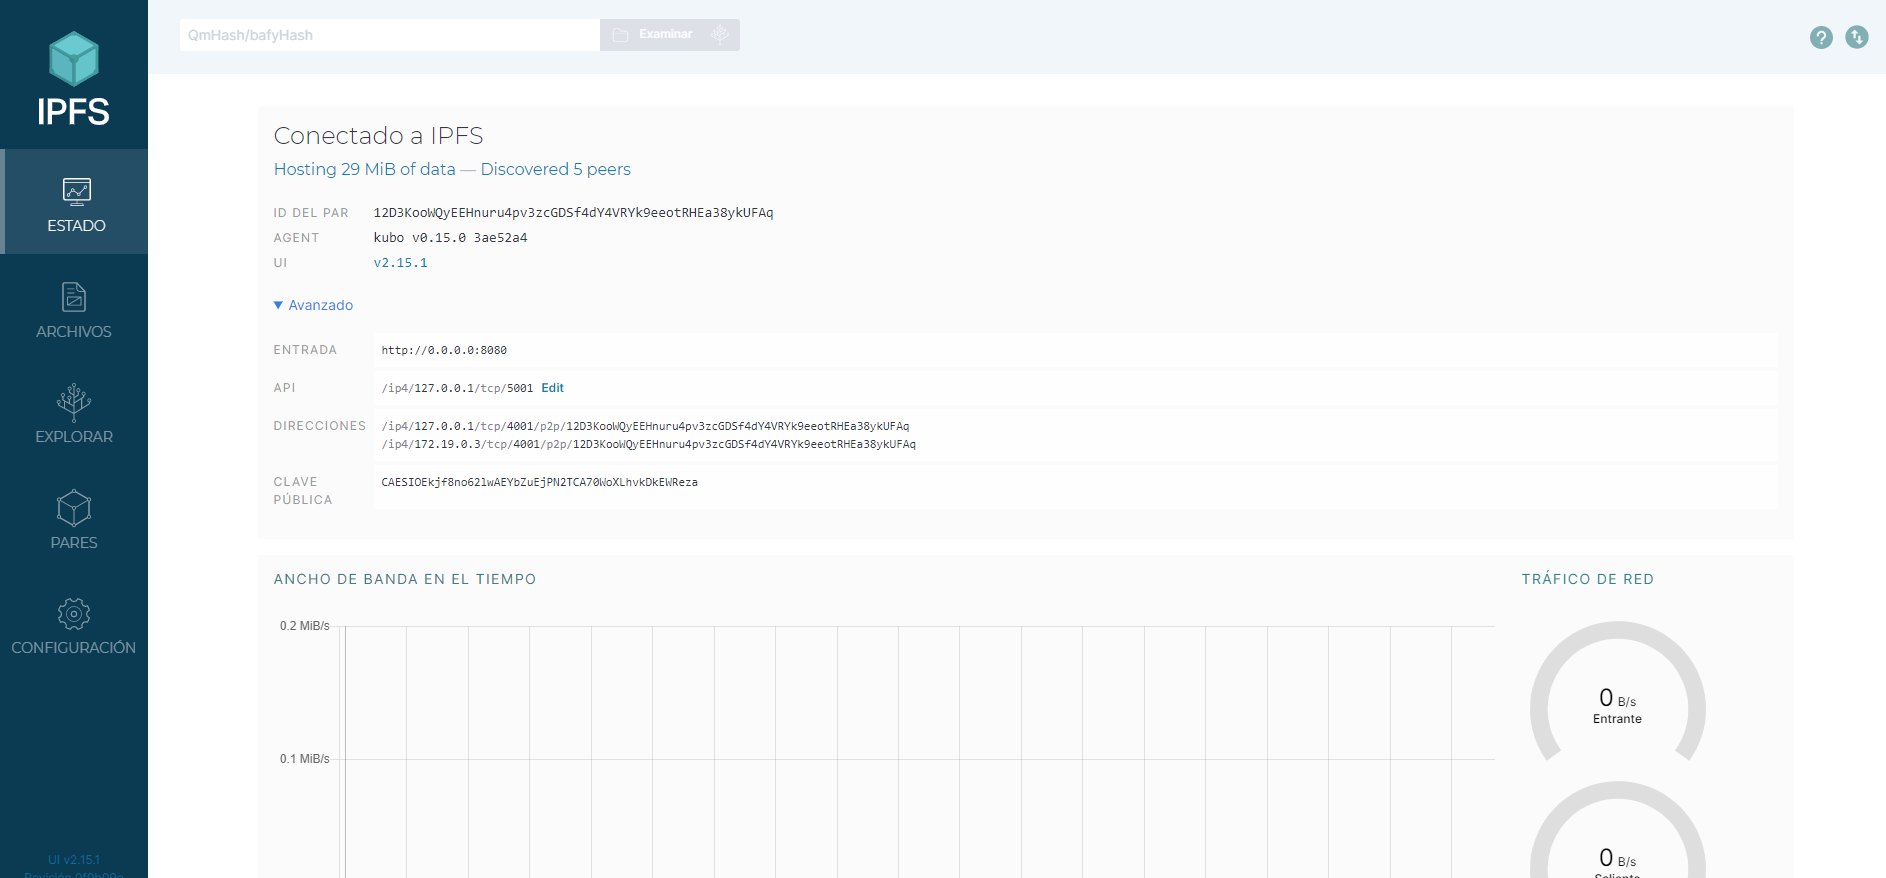 QmHash/bafyHash
Examinar
IPFS
ESTADO
ARCHIVOS
EXPLORAR
PARES
CONFIGURACIÓN
UI v2.15.1
Revisión 0f0b09a
Conectado a IPFS
Hosting 29 MiB of data — Discovered 5 peers
ID DEL PAR 12D3KooWQyEEHnuru4pv3zcGDSf4dY4VRYk9eeotRHEa38ykUFAq
AGENT kubo v0.15.0 3ae52a4
UI v2.15.1
▼ Avanzado
ENTRADA http://0.0.0.0:8080
API /ip4/127.0.0.1/tcp/5001 Edit
DIRECCIONES /ip4/127.0.0.1/tcp/4001/p2p/12D3KooWQyEEHnuru4pv3zcGDSf4dY4VRYk9eeotRHEa38ykUFAq
/ip4/172.19.0.3/tcp/4001/p2p/12D3KooWQyEEHnuru4pv3zcGDSf4dY4VRYk9eeotRHEa38ykUFAq
CLAVE PÚBLICA CAESIOEkjf8no62lwAEYbZuEjPN2TCA70WoXLhvkDkEWReza
ANCHO DE BANDA EN EL TIEMPO
0.2 MiB/s
0.1 MiB/s
TRÁFICO DE RED
0 B/s
Entrante
0 B/s
Saliente